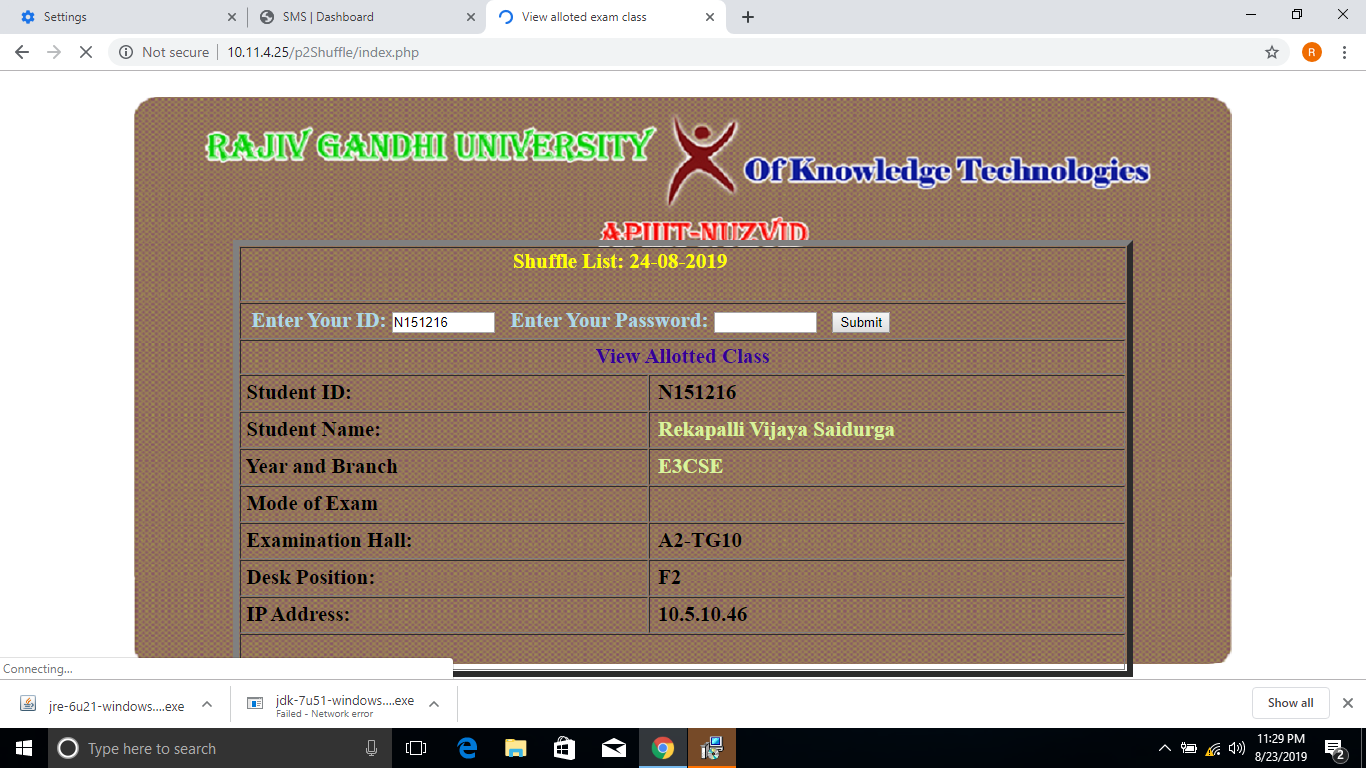 Settings
SMS | Dashboard
View alloted exam class
Not secure
10.11.4.25/p2Shuffle/index.php
R
RAJIV GANDHI UNIVERSITY
Of Knowledge Technologies
APIIIT-NUZVID
Shuffle List: 24-08-2019
Enter Your ID: N151216 Enter Your Password: Submit
View Allotted Class
Student ID: N151216
Student Name: Rekapalli Vijaya Saidurga
Year and Branch E3CSE
Mode of Exam
Examination Hall: A2-TG10
Desk Position: F2
IP Address: 10.5.10.46
Connecting...
jre-6u21-windows....exe
jdk-7u51-windows....exe
Failed - Network error
Show all
Type here to search
11:29 PM
8/23/2019
2